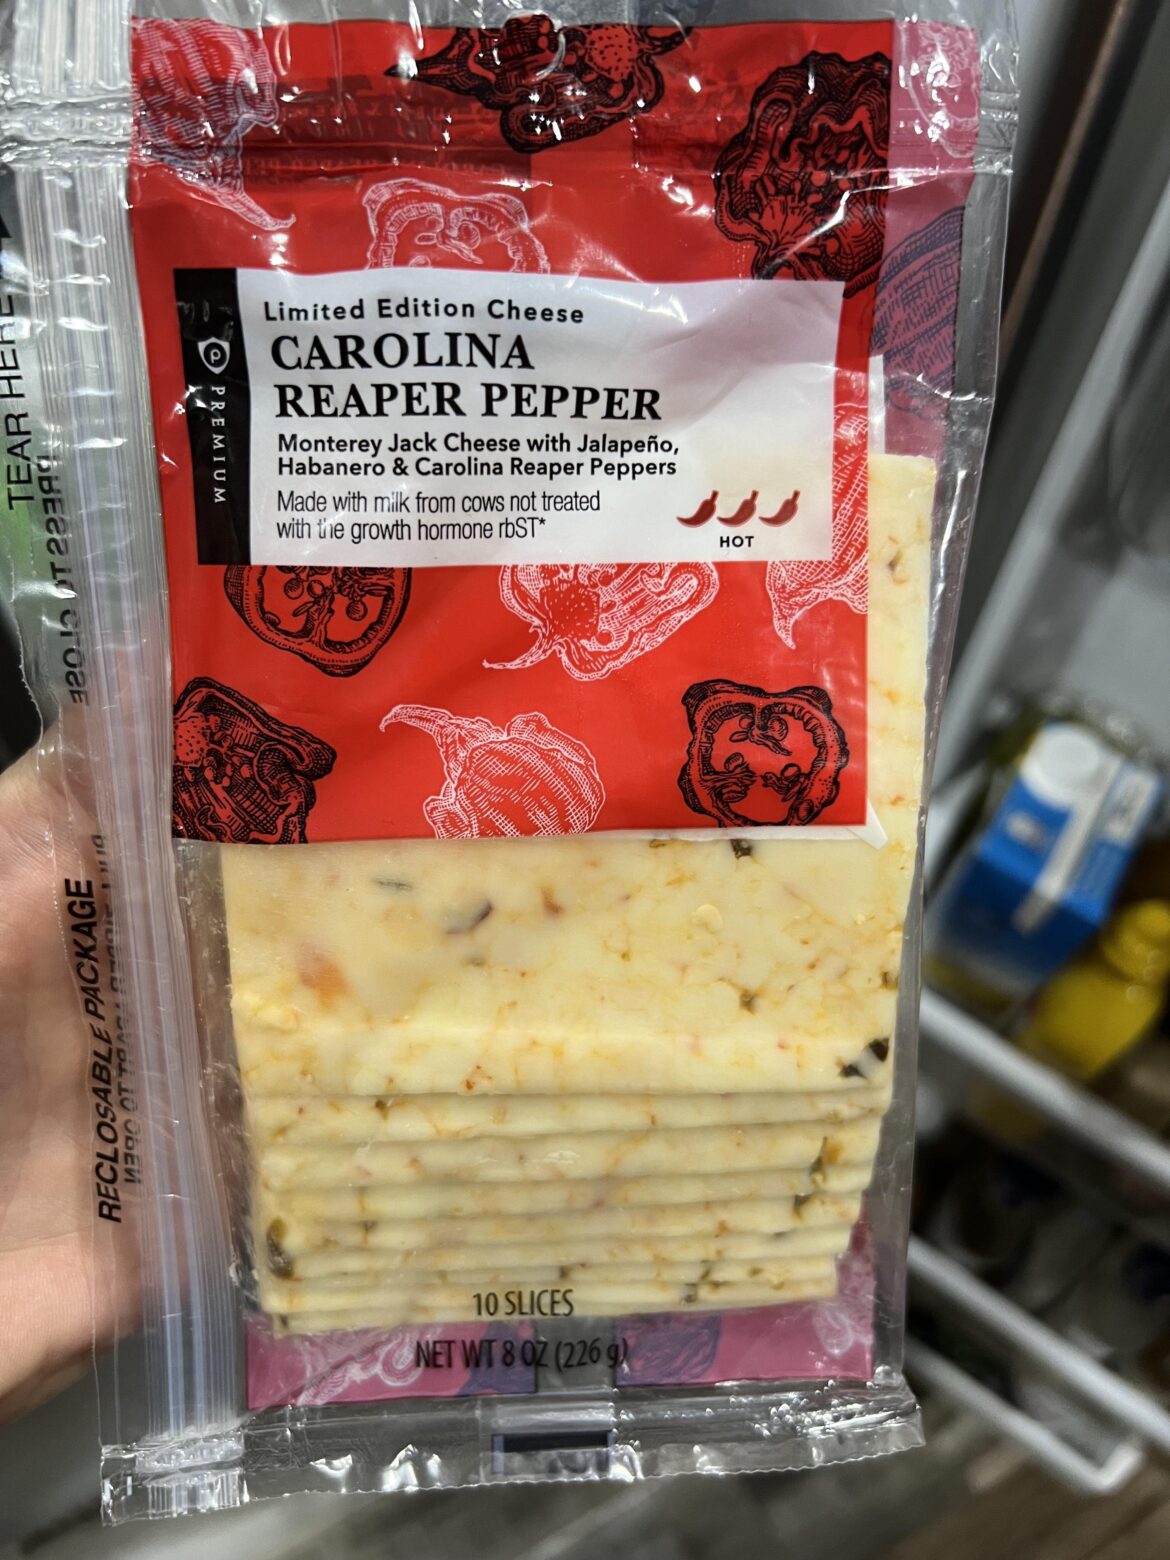 Limited Edition Cheese
CAROLINA
REAPER PEPPER
Monterey Jack Cheese with Jalapeño,
Habanero & Carolina Reaper Peppers
Made with milk from cows not treated
with the growth hormone rbST*
HOT
p PREMIUM
TEAR HERE
PRESS TO CLOSE
RECLOSABLE PACKAGE
10 SLICES
NET WT 8 OZ (226 g)